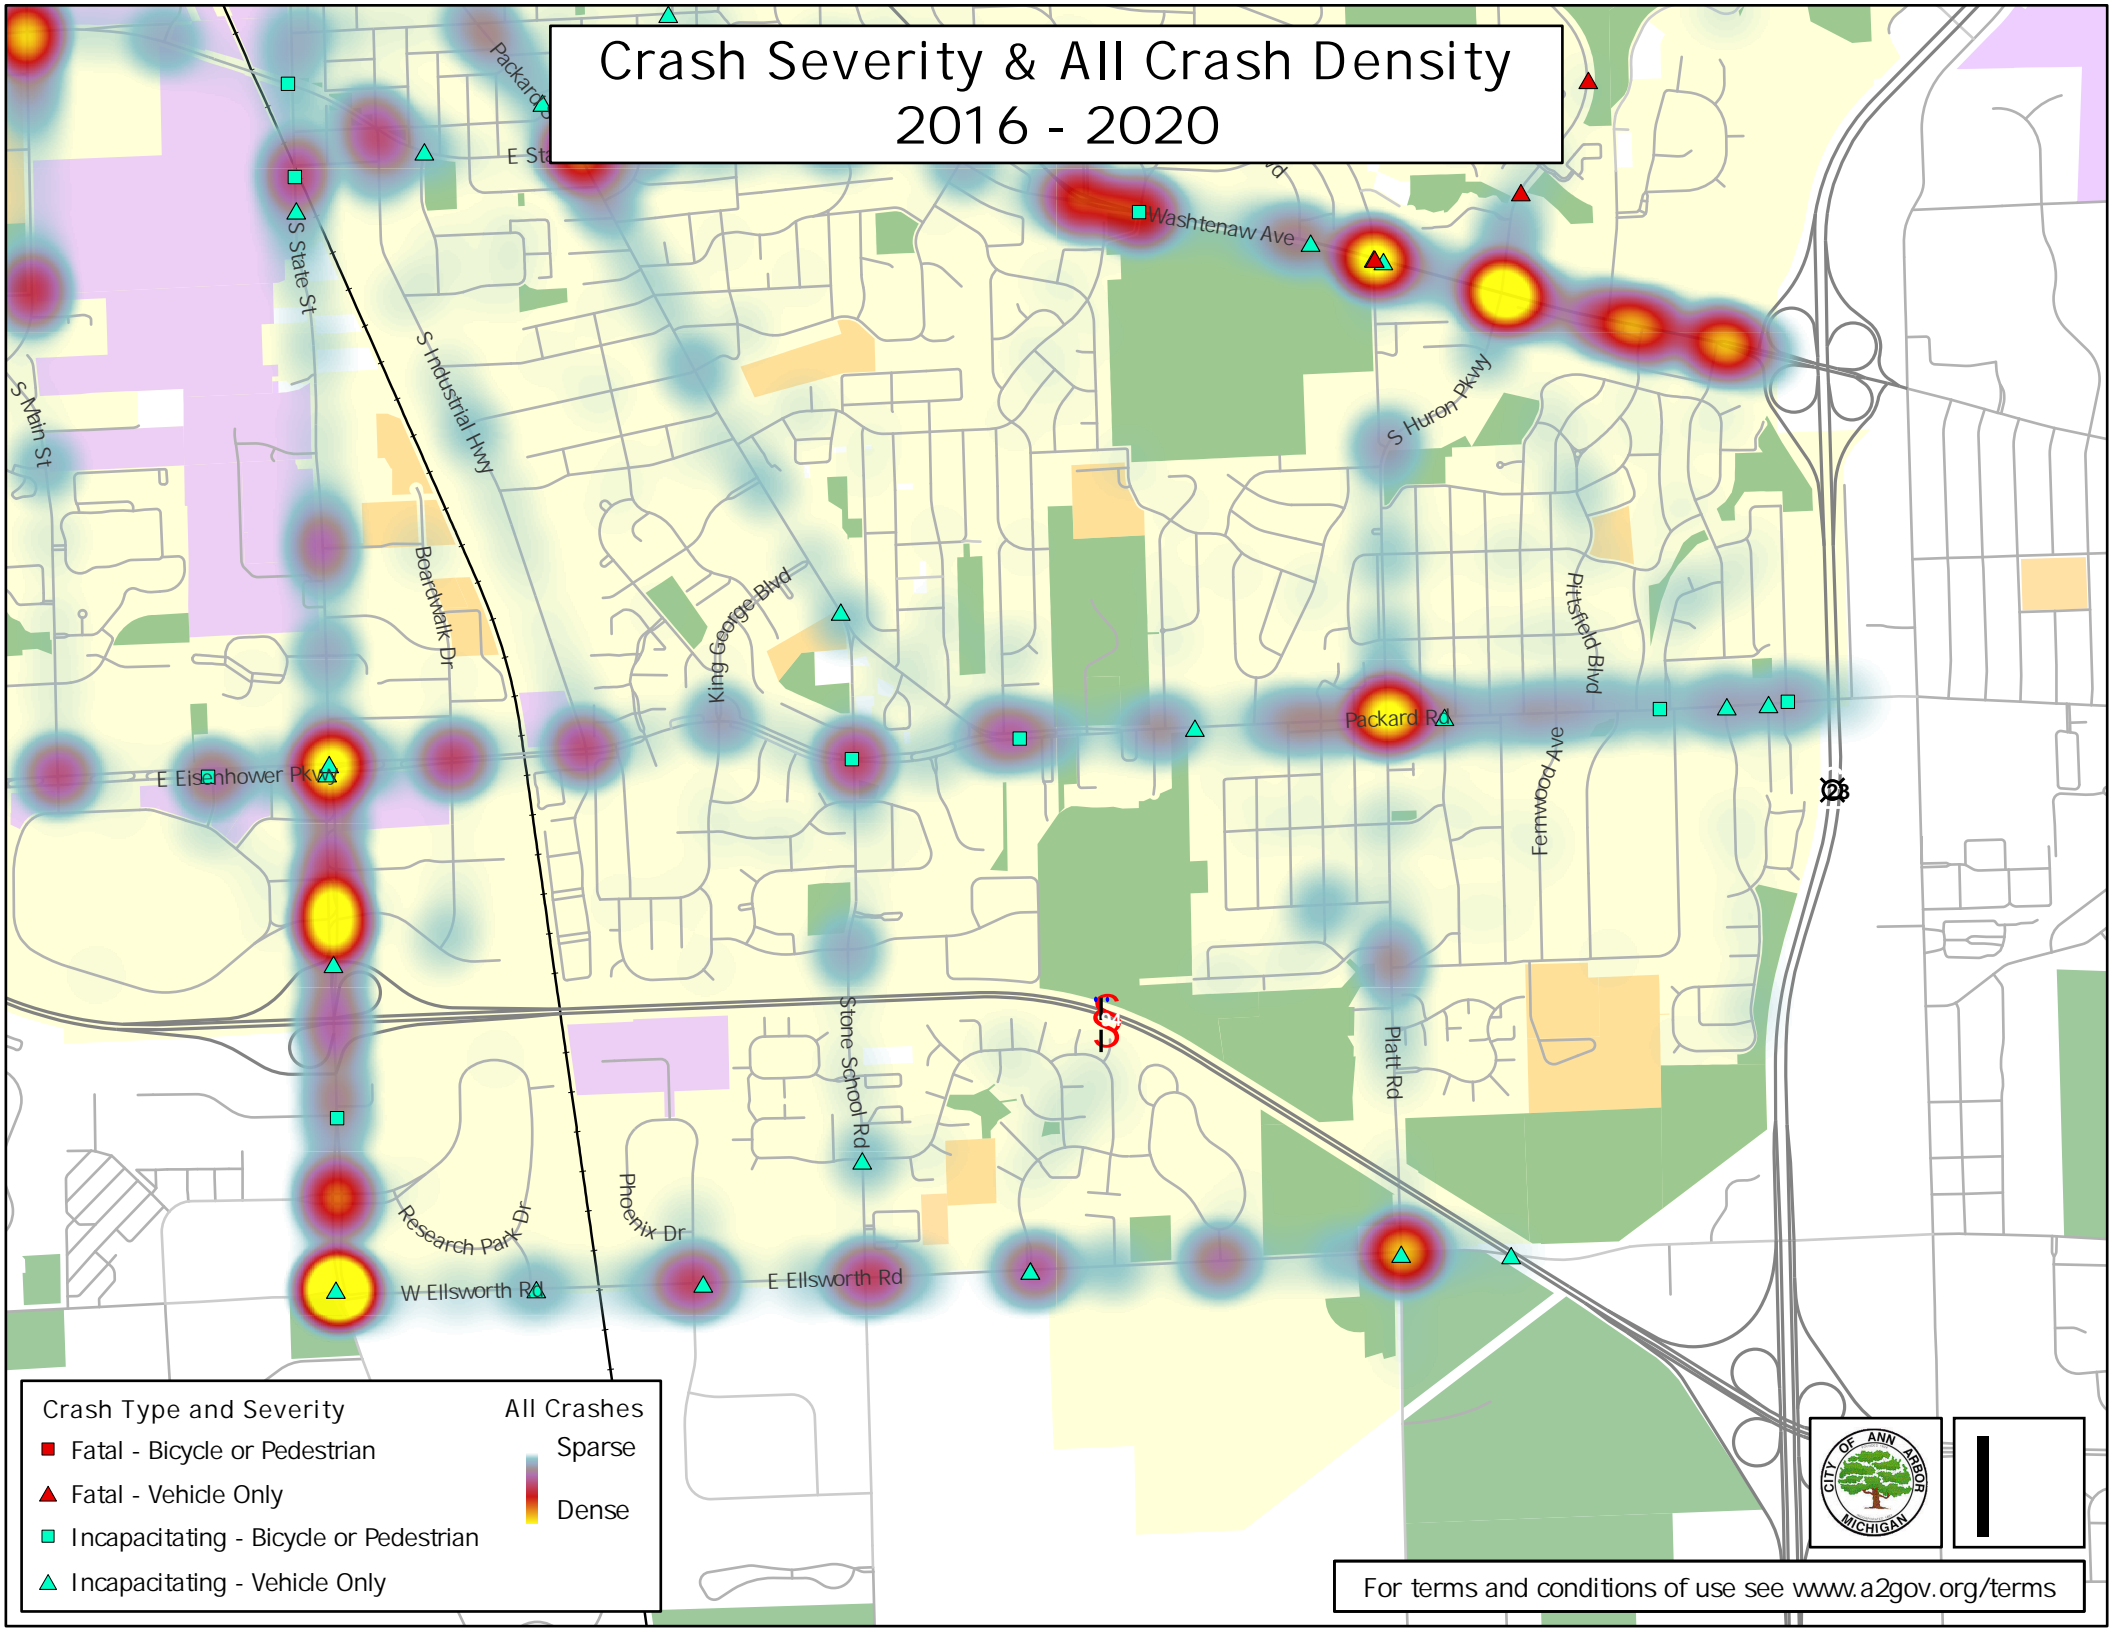 Crash Severity & All Crash Density
2016 - 2020
Packard
E Sta
vd
Washtenaw Ave
S State St
S Industrial Hwy
S Main St
S Huron Pkwy
Boardwalk Dr
King George Blvd
Pittsfield Blvd
Packard Rd
E Eisenhower Pkwy
Fernwood Ave
23
Stone School Rd
Platt Rd
Research Park Dr
Phoenix Dr
W Ellsworth Rd
E Ellsworth Rd
Crash Type and Severity
Fatal - Bicycle or Pedestrian
Fatal - Vehicle Only
Incapacitating - Bicycle or Pedestrian
Incapacitating - Vehicle Only
All Crashes
Sparse
Dense
CITY OF ANN ARBOR
MICHIGAN
For terms and conditions of use see www.a2gov.org/terms